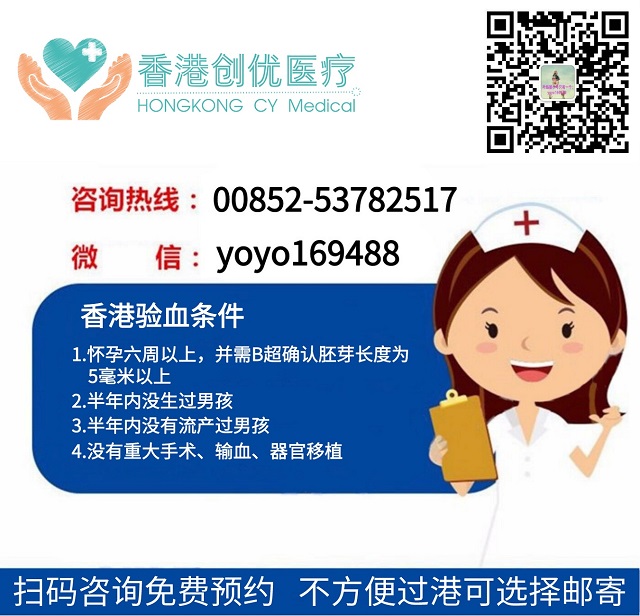 香港创优医疗
HONGKONG CY Medical
咨询热线：00852-53782517
微 信：yoyo169488
香港验血条件
1.怀孕六周以上，并需B超确认胚芽长度为
5毫米以上
2.半年内没生过男孩
3.半年内没有流产过男孩
4.没有重大手术、输血、器官移植
扫码咨询免费预约 不方便过港可选择邮寄